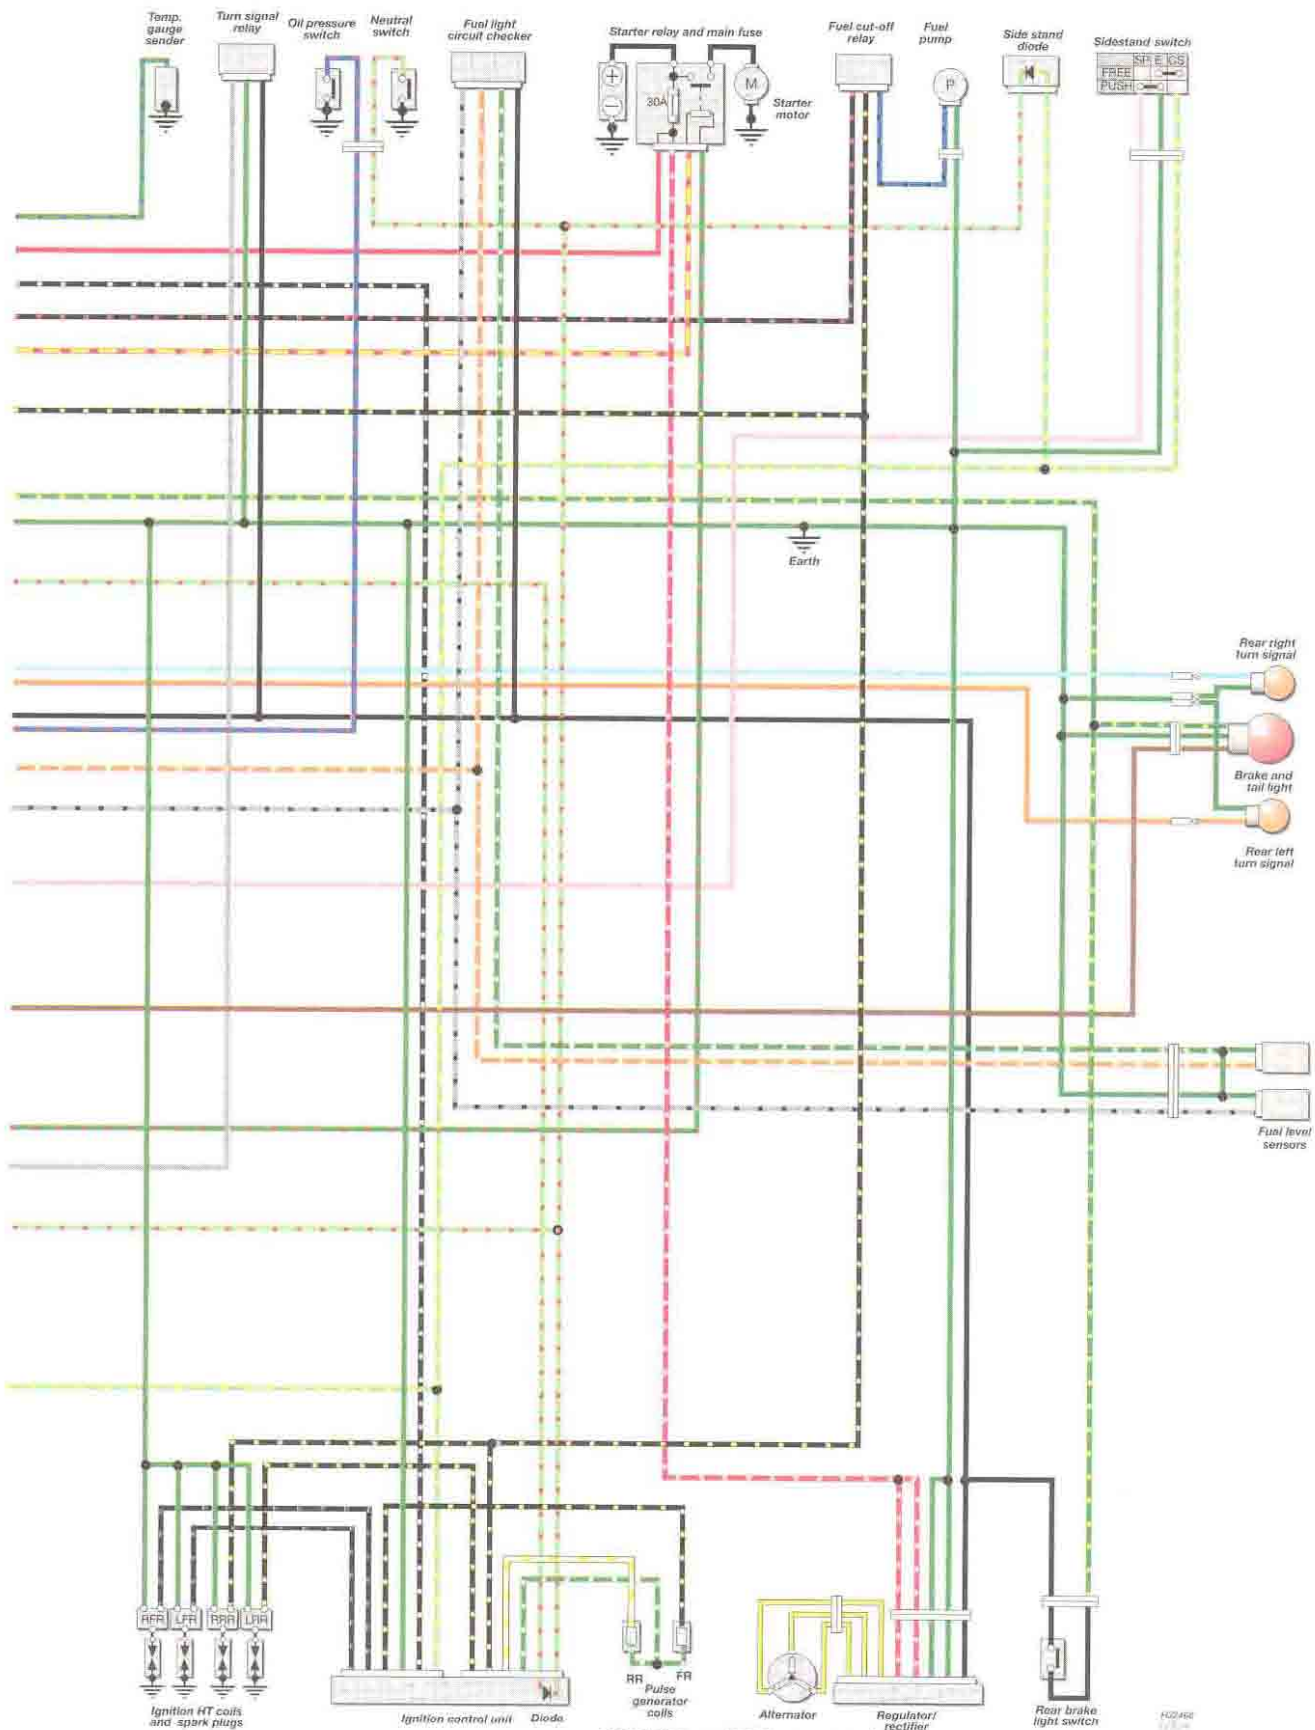 Temp.
gauge
sender
Turn signal
relay
Oil pressure
switch
Neutral
switch
Fuel light
circuit checker
Starter relay and main fuse
30A
M
Starter
motor
Fuel cut-off
relay
Fuel
pump
P
Side stand
diode
Sidestand switch
SP E GS
FREE
PUSH
Earth
Rear right
turn signal
Brake and
tail light
Rear left
turn signal
Fuel level
sensors
RFR LFR RRR LRR
Ignition HT coils
and spark plugs
Ignition control unit
Diode
RR FR
Pulse
generator
coils
Alternator
Regulator/
rectifier
Rear brake
light switch